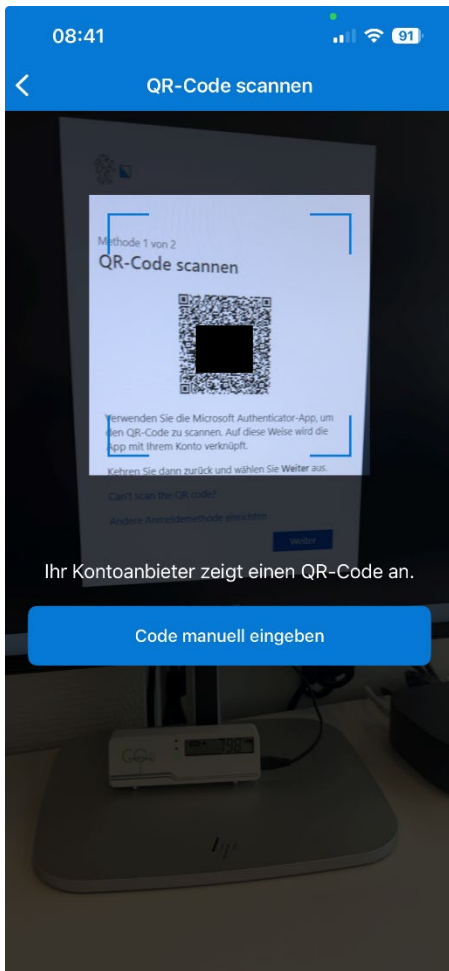 08:41
91
QR-Code scannen
Methode 1 von 2
QR-Code scannen
Verwenden Sie die Microsoft Authenticator-App, um
den QR-Code zu scannen. Auf diese Weise wird die
App mit Ihrem Konto verknüpft.
Kehren Sie dann zurück und wählen Sie Weiter aus.
Can't scan the QR code?
Andere Anmeldemethode einrichten
Weiter
Ihr Kontoanbieter zeigt einen QR-Code an.
Code manuell eingeben
798
hp